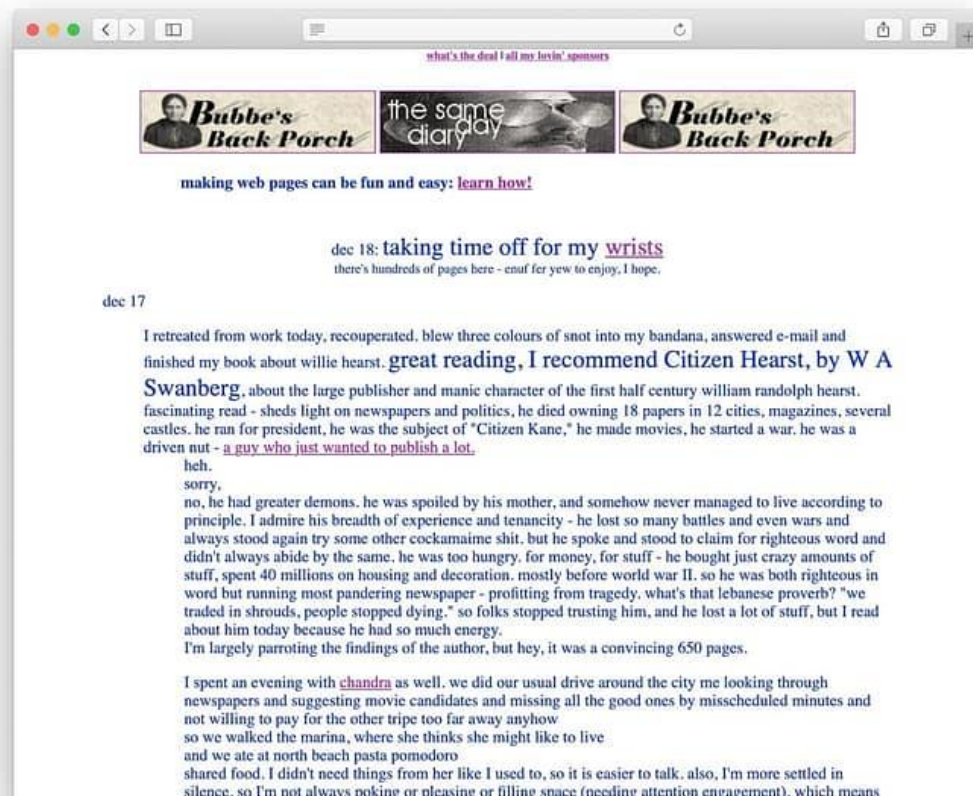 what's the deal | all my lovin' sponsors
Bubbe's Back Porch
the same day diary
Bubbe's Back Porch
making web pages can be fun and easy: learn how!
dec 18: taking time off for my wrists
there's hundreds of pages here - enuf fer yew to enjoy, I hope.
dec 17
I retreated from work today, recouperated. blew three colours of snot into my bandana, answered e-mail and
finished my book about willie hearst. great reading, I recommend Citizen Hearst, by W A
Swanberg, about the large publisher and manic character of the first half century william randolph hearst.
fascinating read - sheds light on newspapers and politics, he died owning 18 papers in 12 cities, magazines, several
castles. he ran for president, he was the subject of "Citizen Kane," he made movies, he started a war. he was a
driven nut - a guy who just wanted to publish a lot.
heh.
sorry,
no, he had greater demons. he was spoiled by his mother, and somehow never managed to live according to
principle. I admire his breadth of experience and tenancity - he lost so many battles and even wars and
always stood again try some other cockamaime shit. but he spoke and stood to claim for righteous word and
didn't always abide by the same. he was too hungry. for money, for stuff - he bought just crazy amounts of
stuff, spent 40 millions on housing and decoration. mostly before world war II. so he was both righteous in
word but running most pandering newspaper - profitting from tragedy. what's that lebanese proverb? "we
traded in shrouds, people stopped dying." so folks stopped trusting him, and he lost a lot of stuff, but I read
about him today because he had so much energy.
I'm largely parroting the findings of the author, but hey, it was a convincing 650 pages.
I spent an evening with chandra as well. we did our usual drive around the city me looking through
newspapers and suggesting movie candidates and missing all the good ones by misscheduled minutes and
not willing to pay for the other tripe too far away anyhow
so we walked the marina, where she thinks she might like to live
and we ate at north beach pasta pomodoro
shared food. I didn't need things from her like I used to, so it is easier to talk. also, I'm more settled in
silence, so I'm not always poking or pleasing or filling space (needing attention engagement). which means